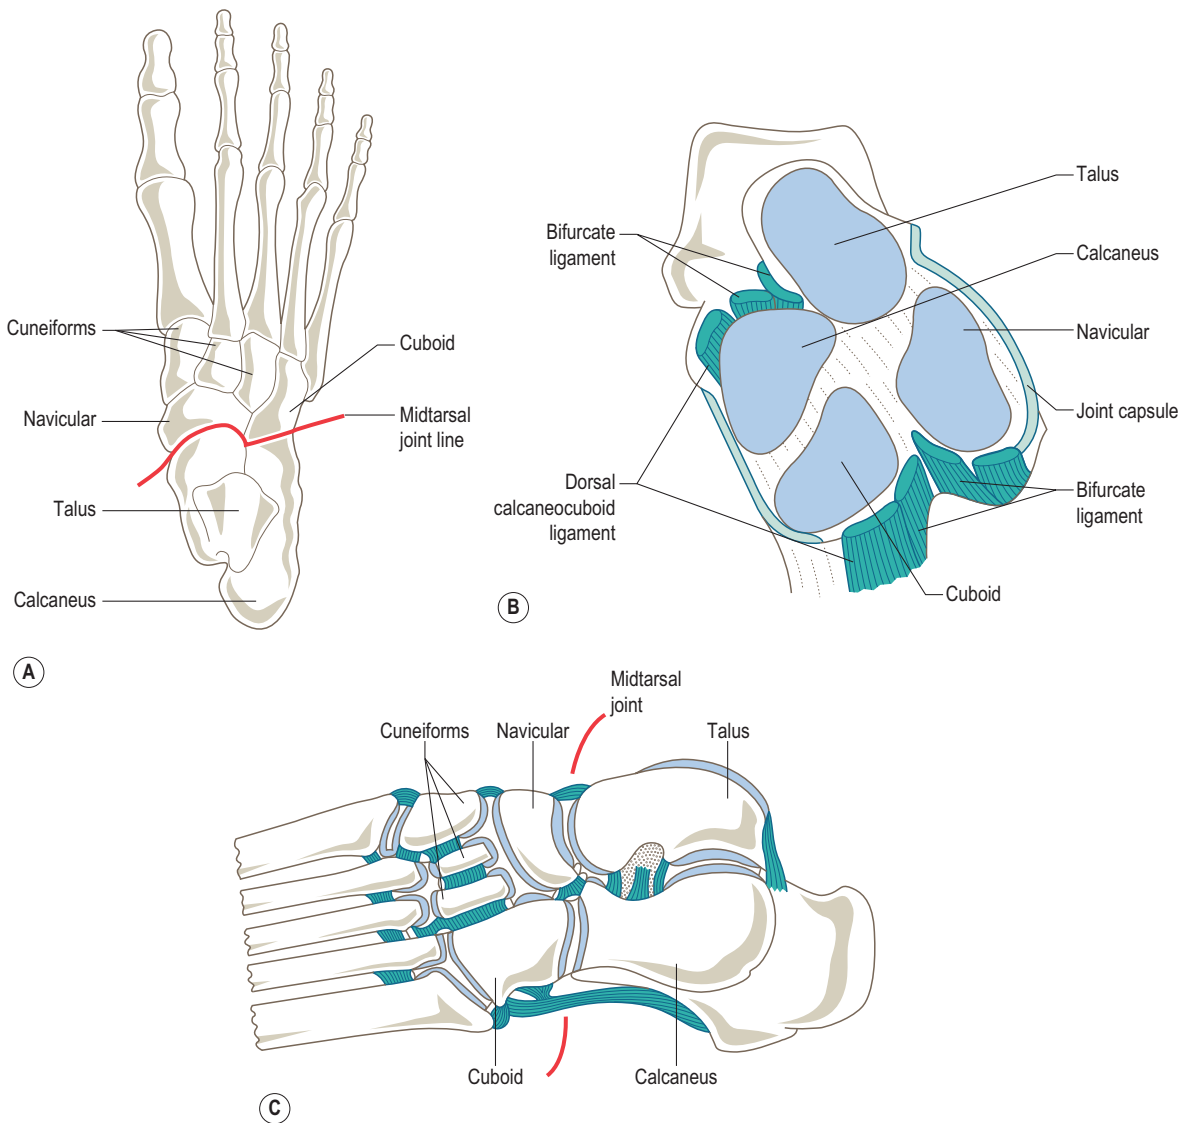 Cuneiforms
Cuboid
Navicular
Midtarsal
joint line
Talus
Calcaneus
A
Talus
Bifurcate
ligament
Calcaneus
Navicular
Joint capsule
Dorsal
calcaneocuboid
ligament
Bifurcate
ligament
Cuboid
B
Midtarsal
joint
Cuneiforms
Navicular
Talus
Cuboid
Calcaneus
C